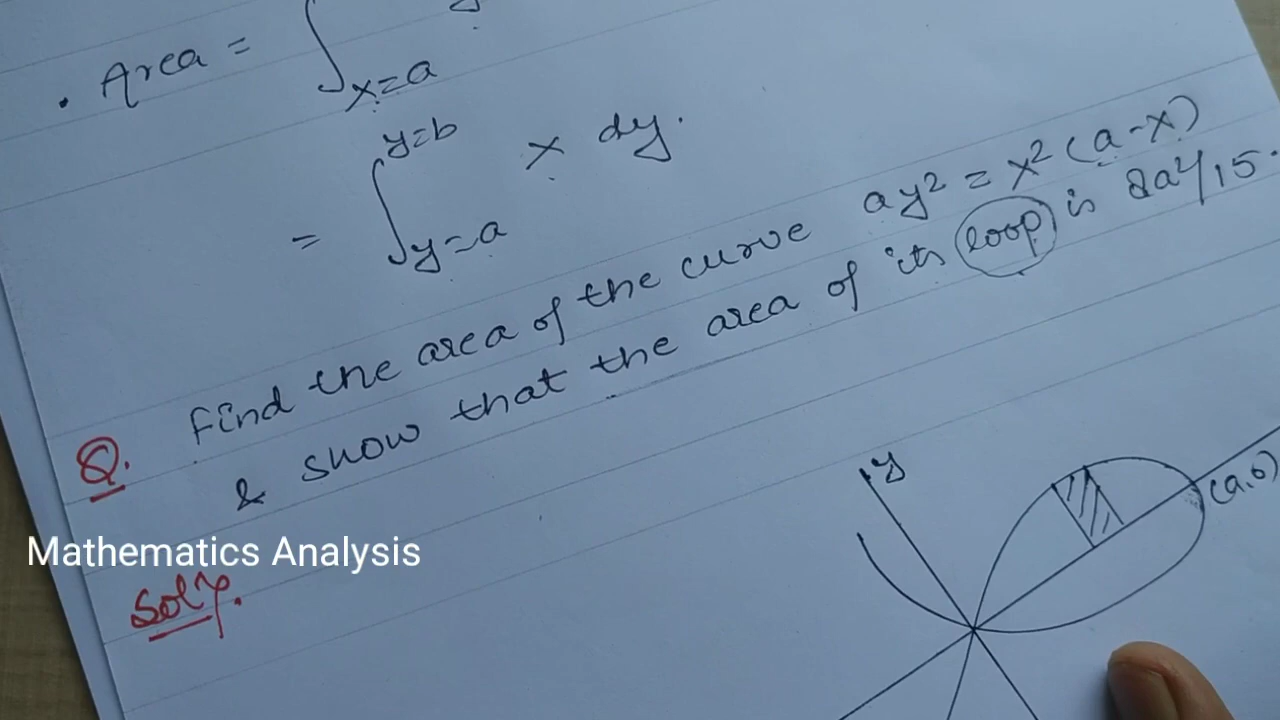 . Area = ∫ x=a
= ∫ y=b y=a x dy.
Q. Find the area of the curve ay² = x² (a-x)
& show that the area of its loop is 8a²/15.
y
(a,0)
Mathematics Analysis
Solⁿ.